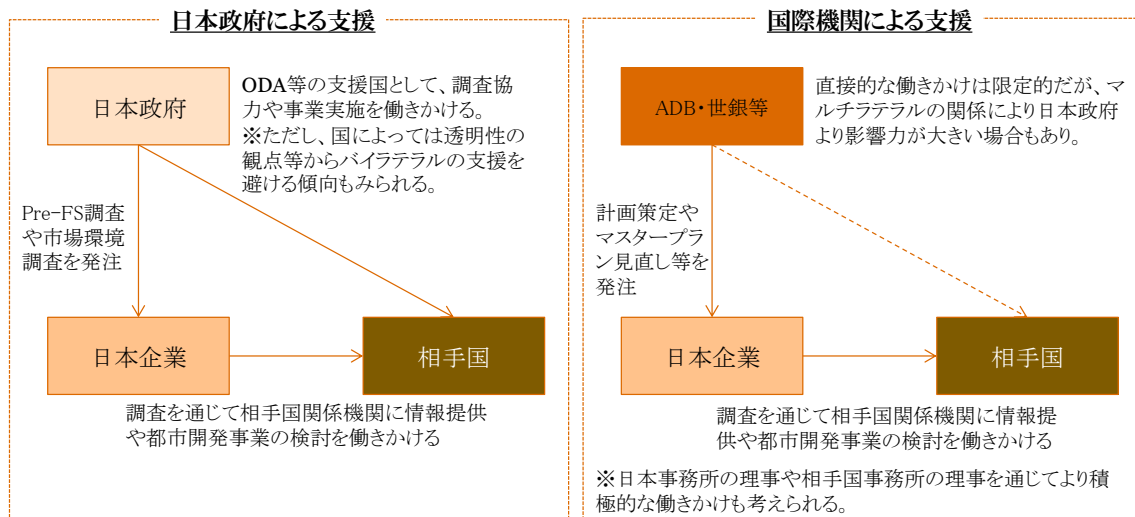 日本政府による支援
日本政府
ODA等の支援国として、調査協
力や事業実施を働きかける。
※ただし、国によっては透明性の
観点等からバイラテラルの支援を
避ける傾向もみられる。
Pre-FS調査
や市場環境
調査を発注
日本企業
相手国
調査を通じて相手国関係機関に情報提供
や都市開発事業の検討を働きかける
国際機関による支援
ADB・世銀等
直接的な働きかけは限定的だが、マ
ルチラテラルの関係により日本政府
より影響力が大きい場合もあり。
計画策定や
マスタープラ
ン見直し等を
発注
日本企業
相手国
調査を通じて相手国関係機関に情報提
供や都市開発事業の検討を働きかける
※日本事務所の理事や相手国事務所の理事を通じてより積
極的な働きかけも考えられる。